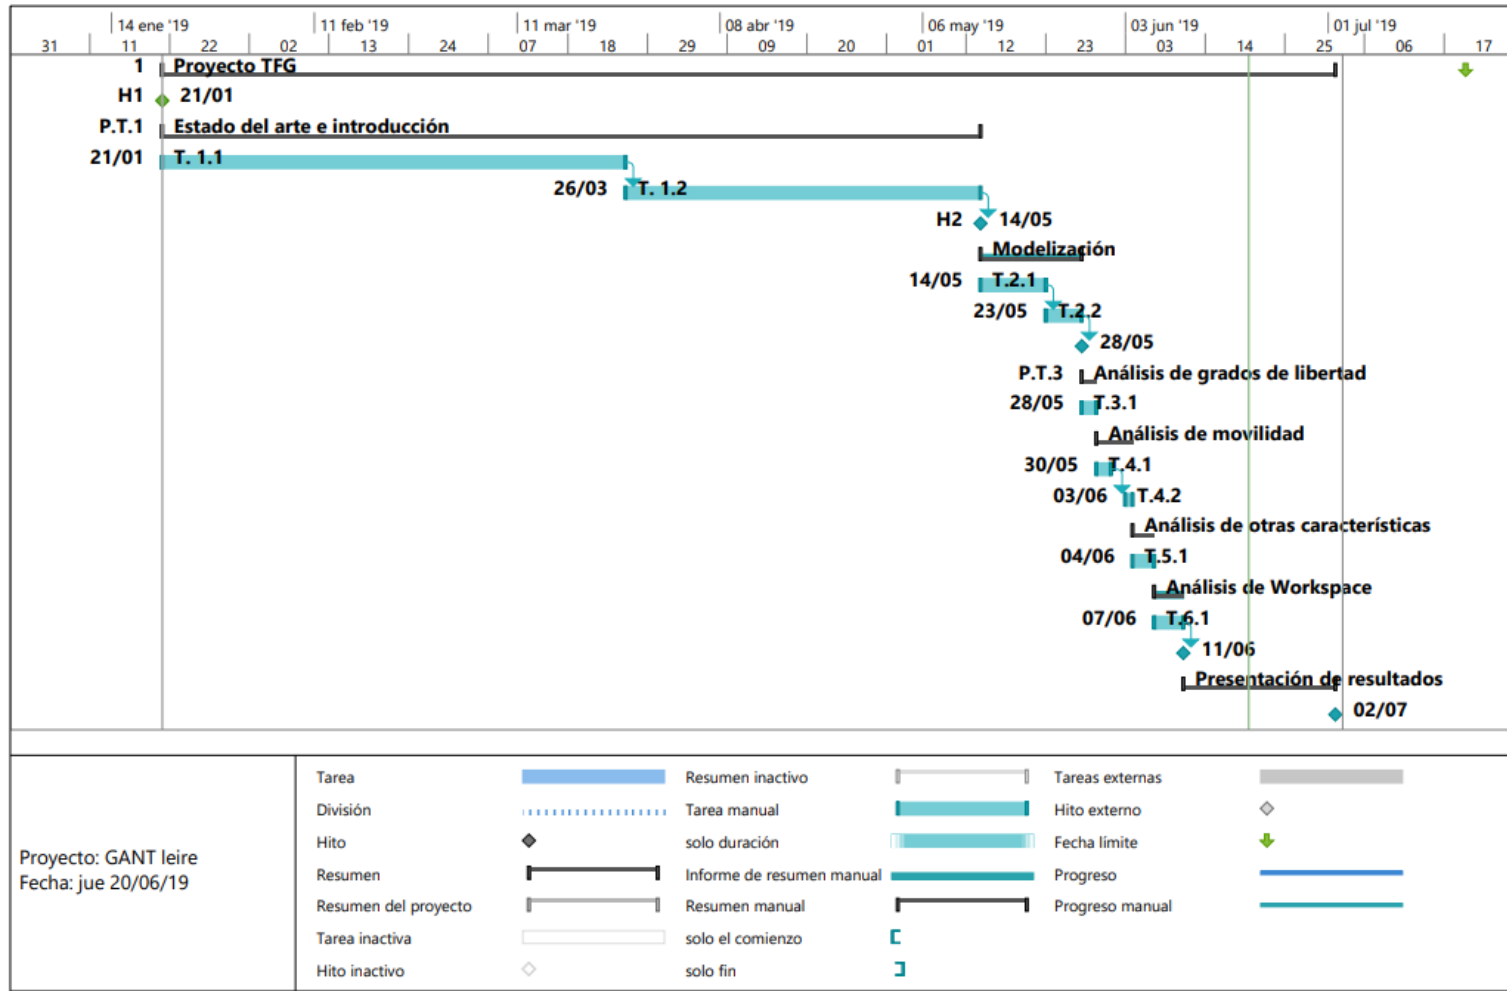 14 ene '19 11 feb '19 11 mar '19 08 abr '19 06 may '19 03 jun '19 01 jul '19
31 11 22 02 13 24 07 18 29 09 20 01 12 23 03 14 25 06 17
1 Proyecto TFG
H1 21/01
P.T.1 Estado del arte e introducción
21/01 T. 1.1
26/03 T. 1.2
H2 14/05
Modelización
14/05 T.2.1
23/05 T.2.2
28/05
P.T.3 Análisis de grados de libertad
28/05 T.3.1
Análisis de movilidad
30/05 T.4.1
03/06 T.4.2
Análisis de otras características
04/06 T.5.1
Análisis de Workspace
07/06 T.6.1
11/06
Presentación de resultados
02/07
Proyecto: GANT leire
Fecha: jue 20/06/19
Tarea
División
Hito
Resumen
Resumen del proyecto
Tarea inactiva
Hito inactivo
Resumen inactivo
Tarea manual
solo duración
Informe de resumen manual
Resumen manual
solo el comienzo
solo fin
Tareas externas
Hito externo
Fecha límite
Progreso
Progreso manual